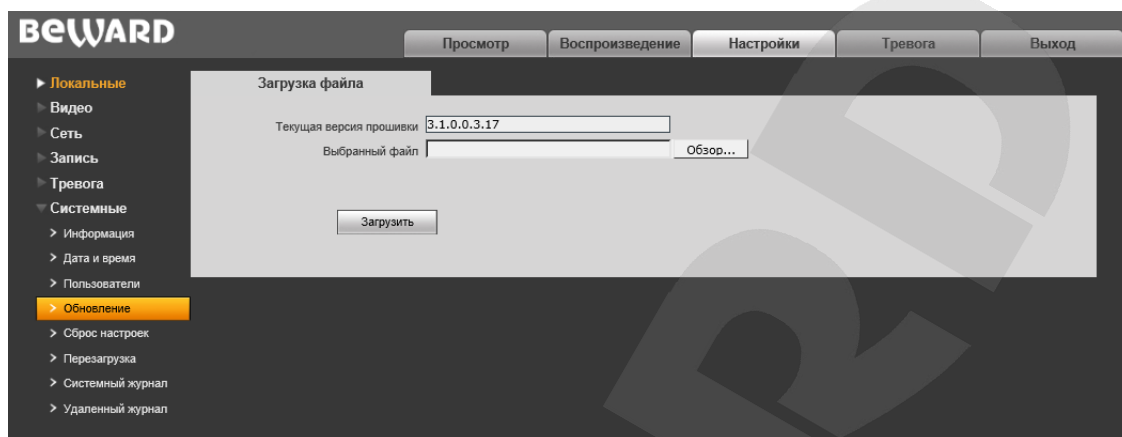 BEWARD
Просмотр Воспроизведение Настройки Тревога Выход
Локальные
Видео
Сеть
Запись
Тревога
Системные
Информация
Дата и время
Пользователи
Обновление
Сброс настроек
Перезагрузка
Системный журнал
Удаленный журнал
Загрузка файла
Текущая версия прошивки 3.1.0.0.3.17
Выбранный файл Обзор...
Загрузить